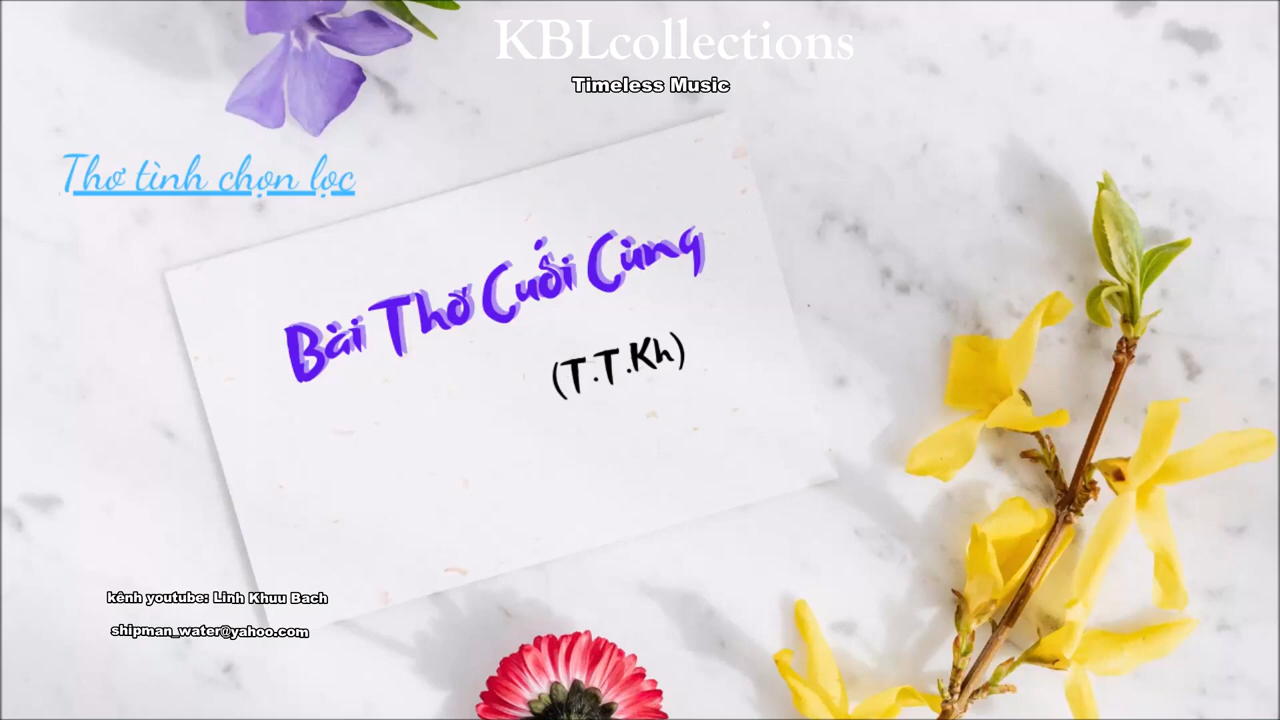 KBLcollections
Timeless Music
Thơ tình chọn lọc
Bài Thơ Cuối Cùng
(T.T.Kh)
kênh youtube: Linh Khuu Bach
shipman_water@yahoo.com